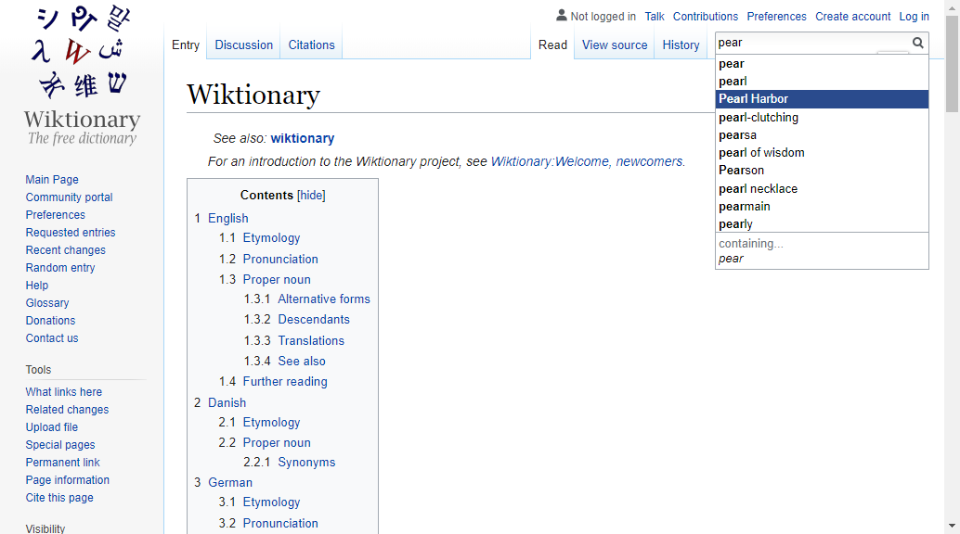 シ Ру 말
λ W ش
维 ש
Wiktionary
The free dictionary
Not logged in Talk Contributions Preferences Create account Log in
Entry Discussion Citations Read View source History pear
Main Page
Community portal
Preferences
Requested entries
Recent changes
Random entry
Help
Glossary
Donations
Contact us
Tools
What links here
Related changes
Upload file
Special pages
Permanent link
Page information
Cite this page
Visibility
Wiktionary
See also: wiktionary
For an introduction to the Wiktionary project, see Wiktionary:Welcome, newcomers.
Contents [hide]
1 English
1.1 Etymology
1.2 Pronunciation
1.3 Proper noun
1.3.1 Alternative forms
1.3.2 Descendants
1.3.3 Translations
1.3.4 See also
1.4 Further reading
2 Danish
2.1 Etymology
2.2 Proper noun
2.2.1 Synonyms
3 German
3.1 Etymology
3.2 Pronunciation
pear
pearl
Pearl Harbor
pearl-clutching
pearsa
pearl of wisdom
Pearson
pearl necklace
pearmain
pearly
containing...
pear